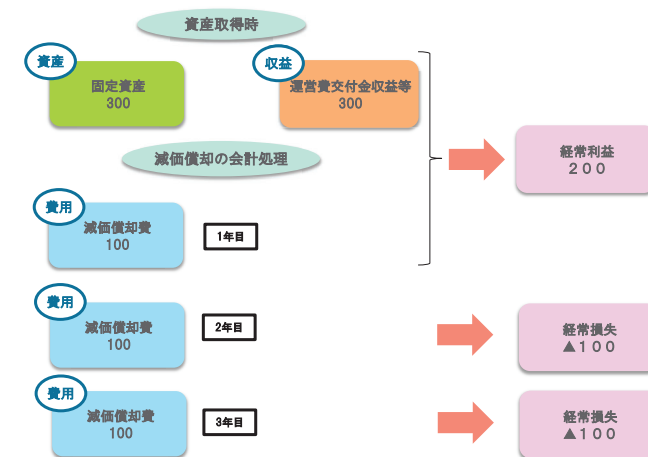 資産取得時
資産
固定資産
300
収益
運営費交付金収益等
300
減価償却の会計処理
経常利益
２００
費用
減価償却費
100
1年目
費用
減価償却費
100
2年目
経常損失
▲１００
費用
減価償却費
100
3年目
経常損失
▲１００